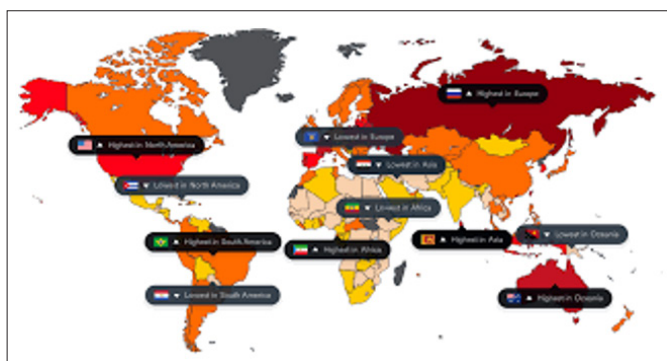 Highest in Europe
Highest in North America
Lowest in Europe
Lowest in Asia
Lowest in North America
Lowest in Africa
Highest in South America
Highest in Africa
Highest in Asia
Lowest in Oceania
Lowest in South America
Highest in Oceania